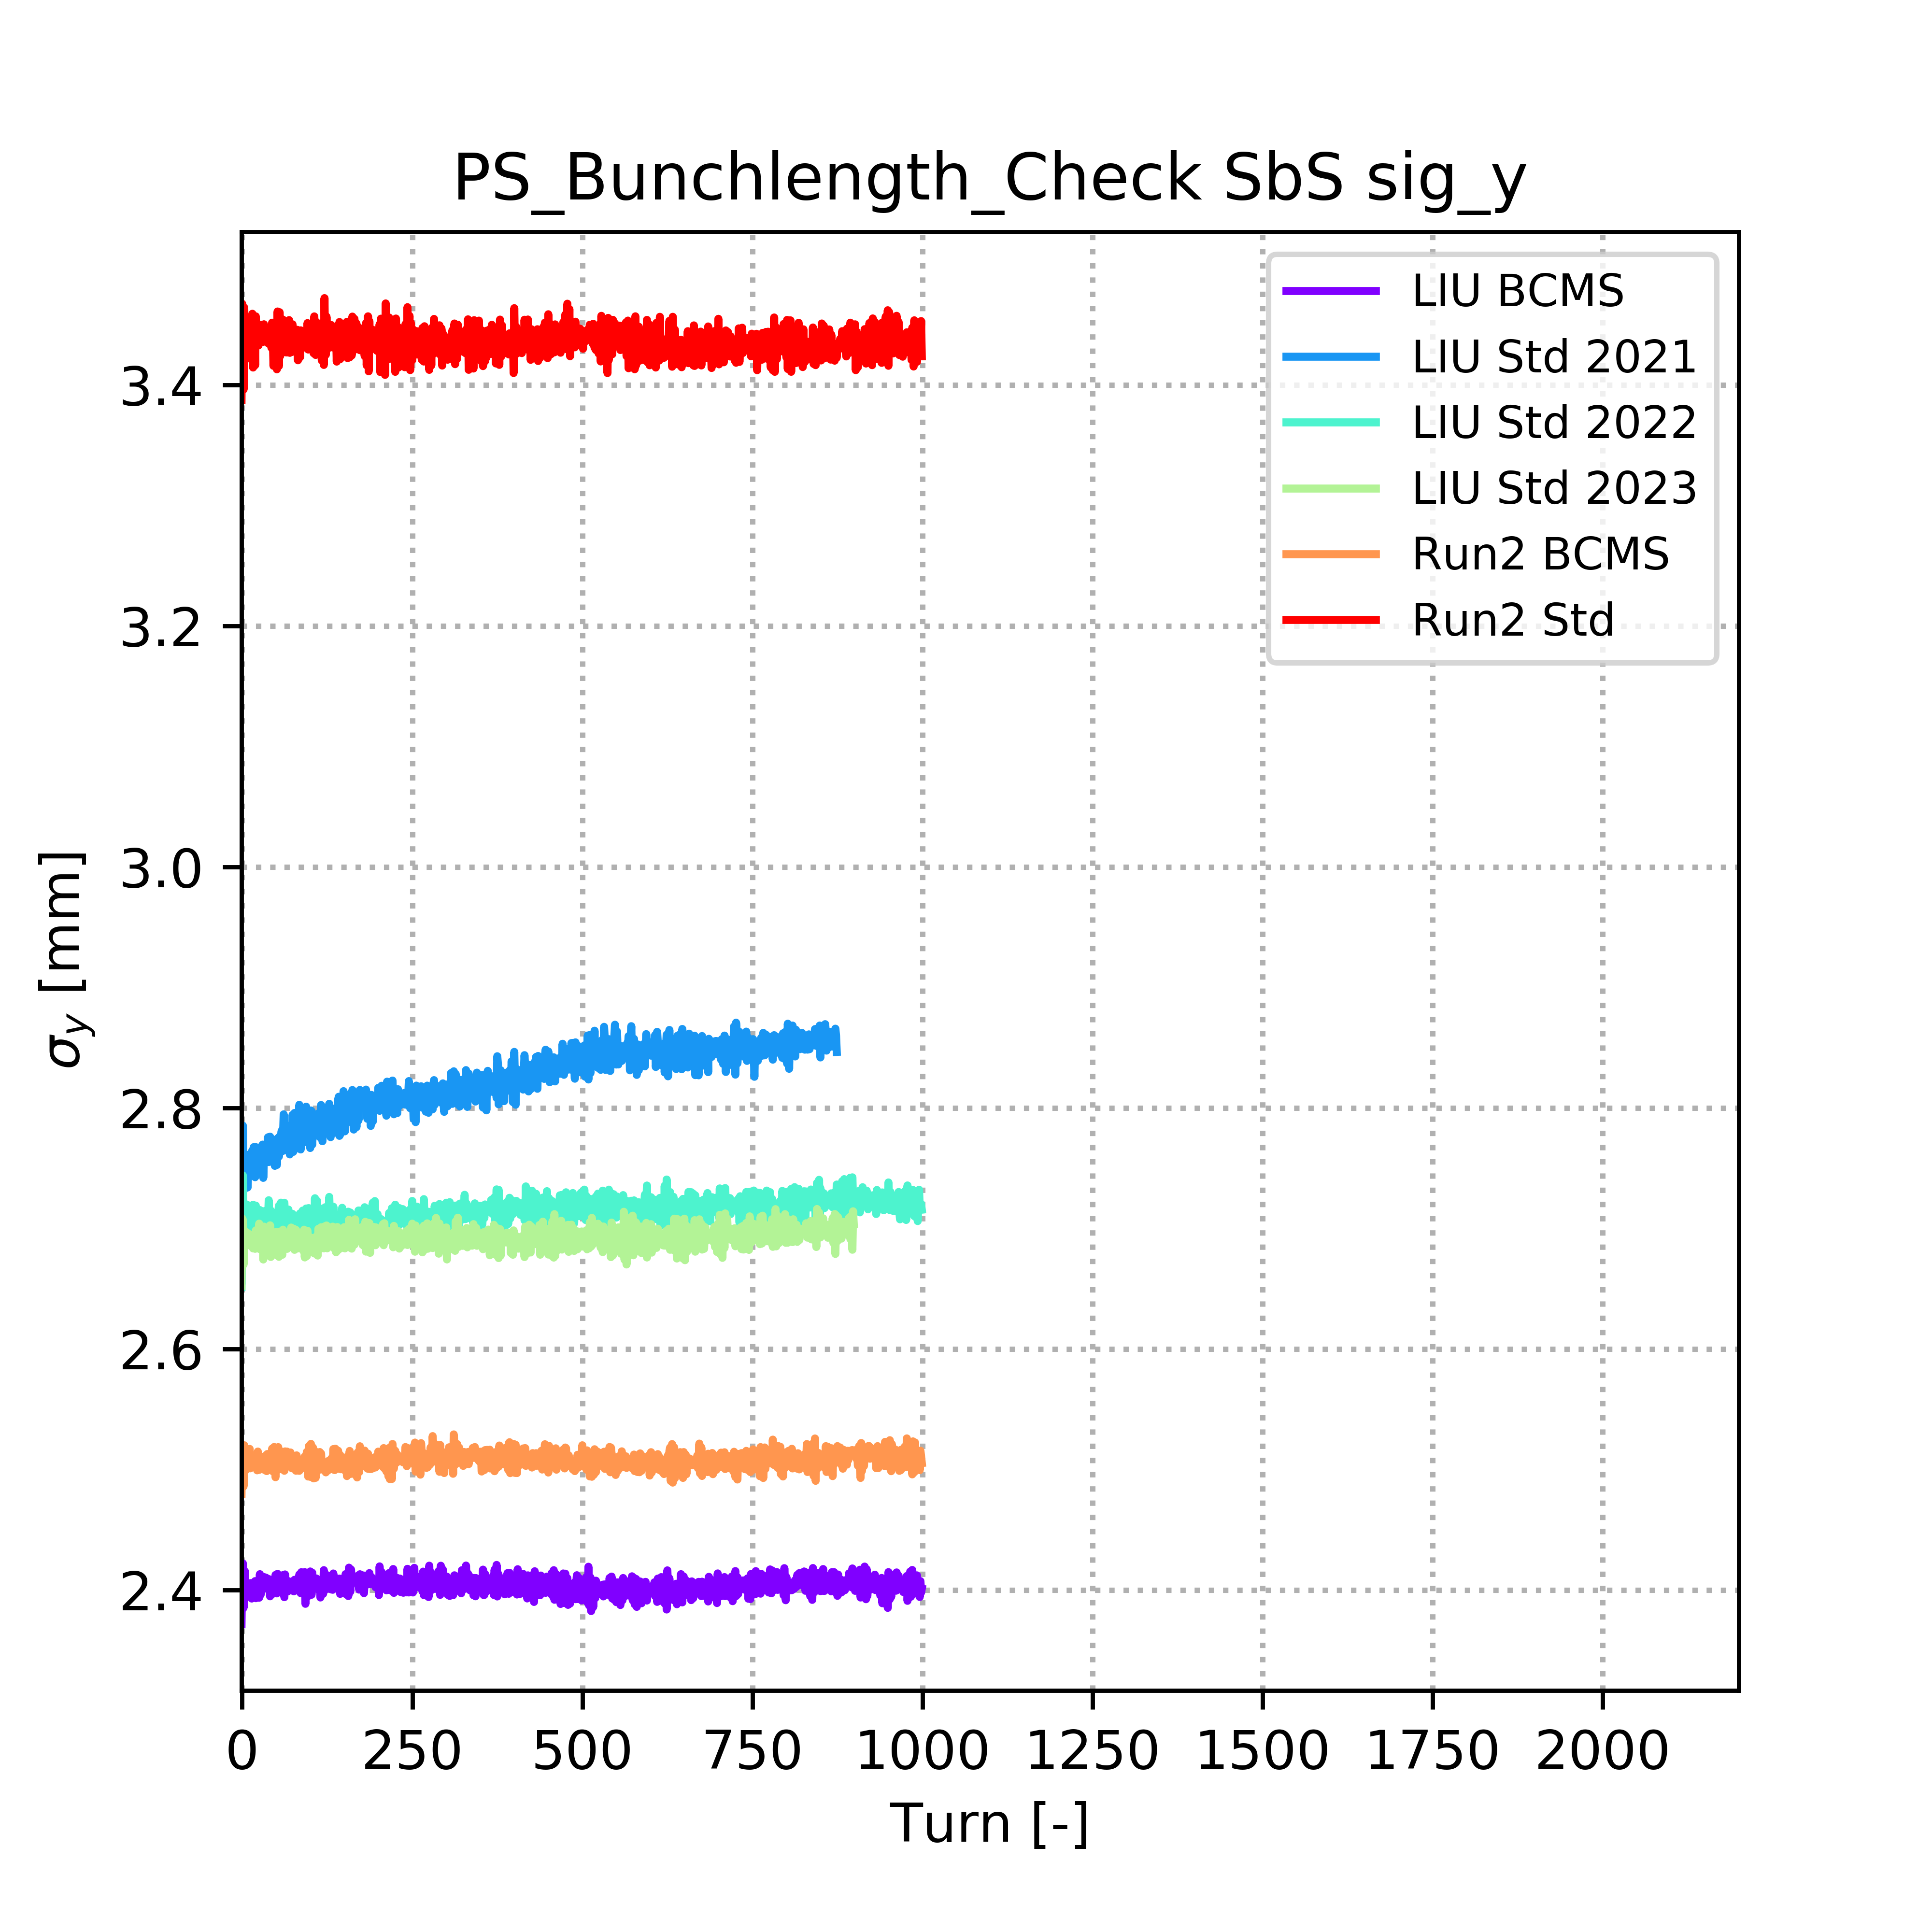 PS_Bunchlength_Check SbS sig_y
LIU BCMS
LIU Std 2021
LIU Std 2022
LIU Std 2023
Run2 BCMS
Run2 Std
3.4
3.2
3.0
2.8
2.6
2.4
σy [mm]
0 250 500 750 1000 1250 1500 1750 2000
Turn [-]